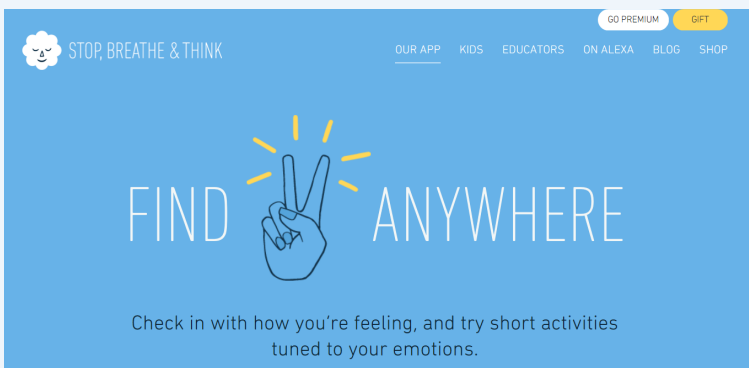 GO PREMIUM GIFT
STOP, BREATHE & THINK
OUR APP KIDS EDUCATORS ON ALEXA BLOG SHOP
FIND ANYWHERE
Check in with how you're feeling, and try short activities
tuned to your emotions.